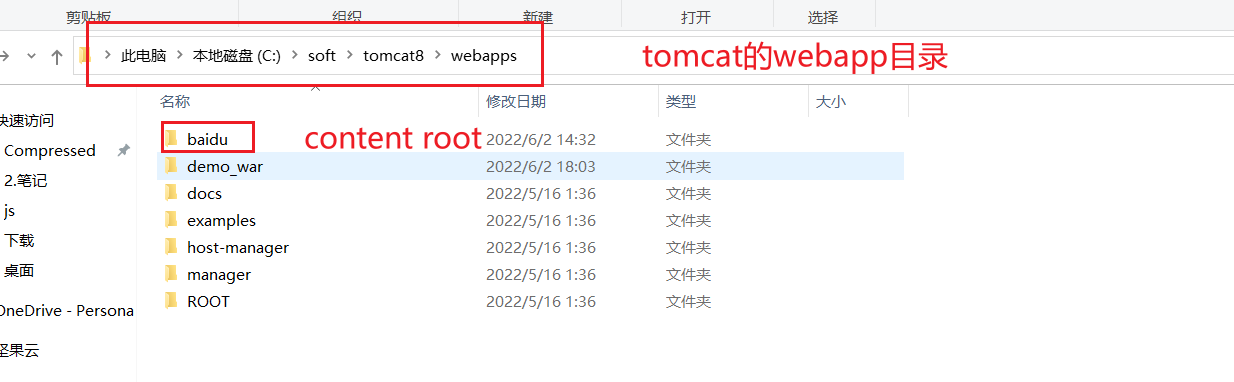 剪贴板 组织 新建 打开 选择
此电脑 本地磁盘 (C:) soft tomcat8 webapps
tomcat的webapp目录
名称 修改日期 类型 大小
快速访问
Compressed
2.笔记
js
下载
桌面
OneDrive - Persona
坚果云
baidu 2022/6/2 14:32 文件夹
content root
demo_war 2022/6/2 18:03 文件夹
docs 2022/5/16 1:36 文件夹
examples 2022/5/16 1:36 文件夹
host-manager 2022/5/16 1:36 文件夹
manager 2022/5/16 1:36 文件夹
ROOT 2022/5/16 1:36 文件夹